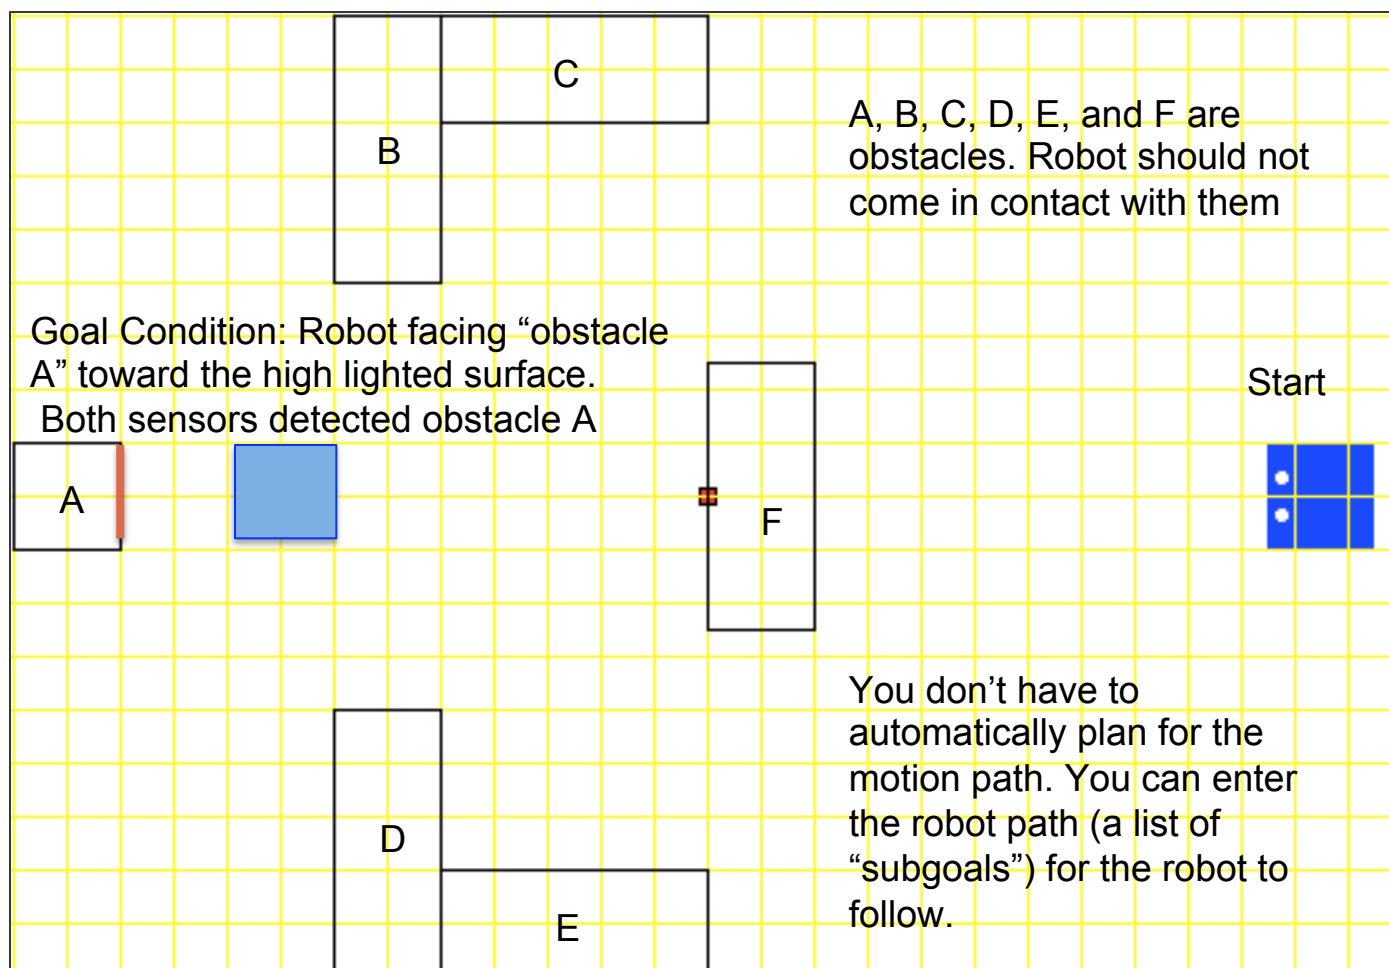 C
B
A, B, C, D, E, and F are
obstacles. Robot should not
come in contact with them
Goal Condition: Robot facing “obstacle
A” toward the high lighted surface.
Both sensors detected obstacle A
Start
A
F
You don’t have to
automatically plan for the
motion path. You can enter
the robot path (a list of
“subgoals”) for the robot to
follow.
D
E